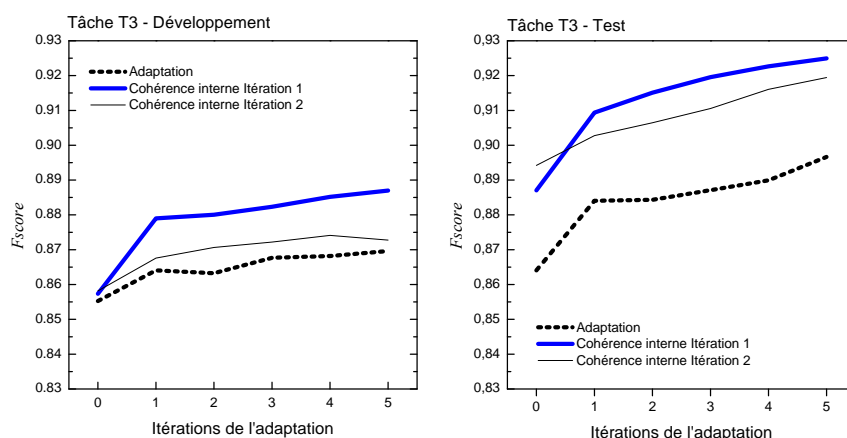 Tâche T3 - Développement
0.93
0.92
0.91
0.90
0.89
0.88
0.87
0.86
0.85
0.84
0.83
Fscore
Adaptation
Cohérence interne Itération 1
Cohérence interne Itération 2
0 1 2 3 4 5
Itérations de l'adaptation
Tâche T3 - Test
0,93
0,92
0,91
0,90
0,89
0,88
0,87
0,86
0,85
0,84
0,83
Fscore
Adaptation
Cohérence interne Itération 1
Cohérence interne Itération 2
0 1 2 3 4 5
Itérations de l'adaptation